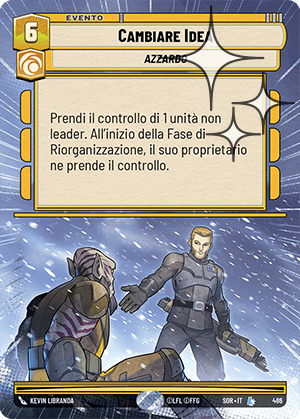 6
EVENTO
CAMBIARE IDEA
AZZARDO
Prendi il controllo di 1 unità non
leader. All'inizio della Fase di
Riorganizzazione, il suo proprietario
ne prende il controllo.
KEVIN LIBRANDA
©LFL ©FFG
SOR•IT
486